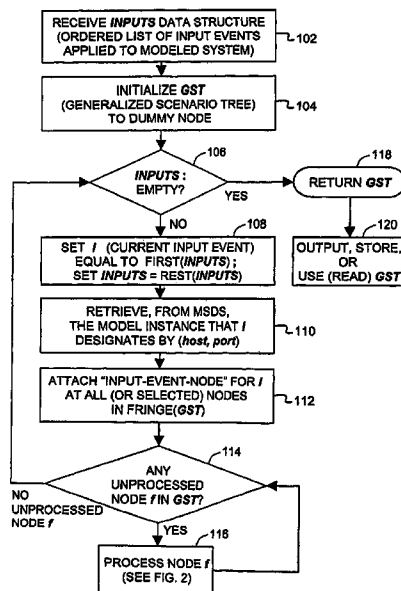 RECEIVE INPUTS DATA STRUCTURE
(ORDERED LIST OF INPUT EVENTS
APPLIED TO MODELED SYSTEM)
102
INITIALIZE GST
(GENERALIZED SCENARIO TREE)
TO DUMMY NODE
104
106
INPUTS :
EMPTY?
YES
NO
118
RETURN GST
120
OUTPUT, STORE,
OR
USE (READ) GST
108
SET I (CURRENT INPUT EVENT)
EQUAL TO FIRST(INPUTS) ;
SET INPUTS = REST(INPUTS)
RETRIEVE, FROM MSDS,
THE MODEL INSTANCE THAT I
DESIGNATES BY (host, port)
110
ATTACH "INPUT-EVENT-NODE" FOR I
AT ALL (OR SELECTED) NODES
IN FRINGE(GST)
112
114
ANY
UNPROCESSED
NODE f IN GST?
NO
UNPROCESSED
NODE f
YES
116
PROCESS NODE f
(SEE FIG. 2)